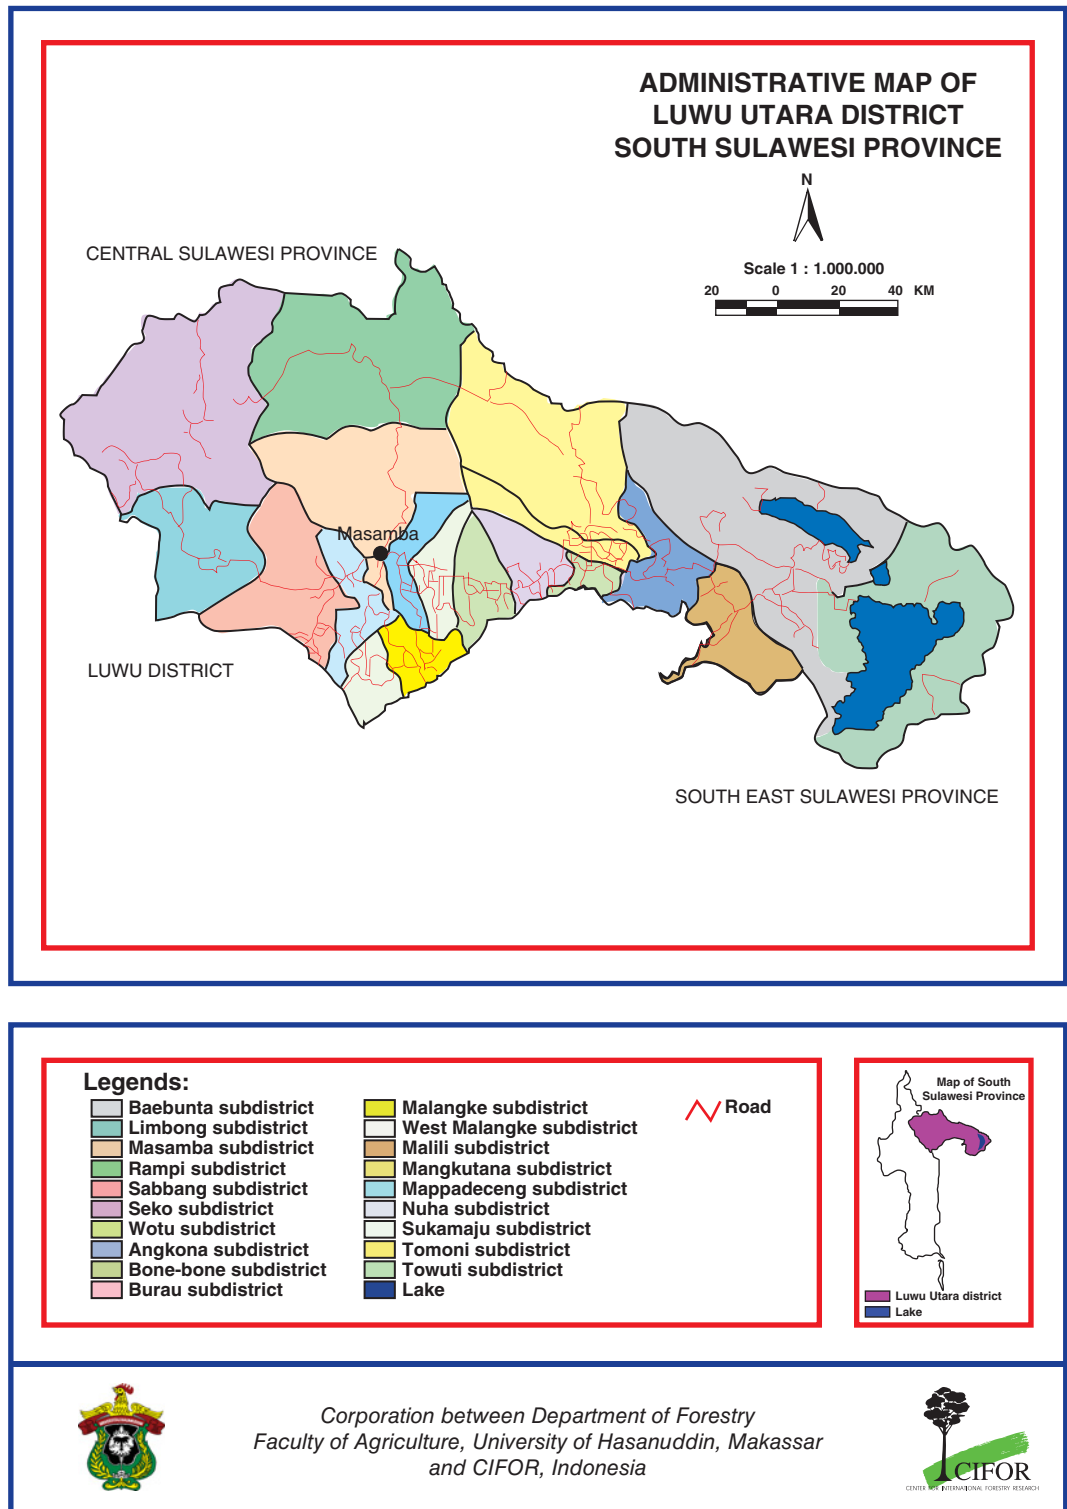 ADMINISTRATIVE MAP OF
LUWU UTARA DISTRICT
SOUTH SULAWESI PROVINCE
N
Scale 1 : 1.000.000
20 0 20 40 KM
CENTRAL SULAWESI PROVINCE
Masamba
LUWU DISTRICT
SOUTH EAST SULAWESI PROVINCE
Legends:
Baebunta subdistrict
Limbong subdistrict
Masamba subdistrict
Rampi subdistrict
Sabbang subdistrict
Seko subdistrict
Wotu subdistrict
Angkona subdistrict
Bone-bone subdistrict
Burau subdistrict
Malangke subdistrict
West Malangke subdistrict
Malili subdistrict
Mangkutana subdistrict
Mappadeceng subdistrict
Nuha subdistrict
Sukamaju subdistrict
Tomoni subdistrict
Towuti subdistrict
Lake
Road
Map of South
Sulawesi Province
Luwu Utara district
Lake
Corporation between Department of Forestry
Faculty of Agriculture, University of Hasanuddin, Makassar
and CIFOR, Indonesia
CIFOR
CENTER FOR INTERNATIONAL FORESTRY RESEARCH